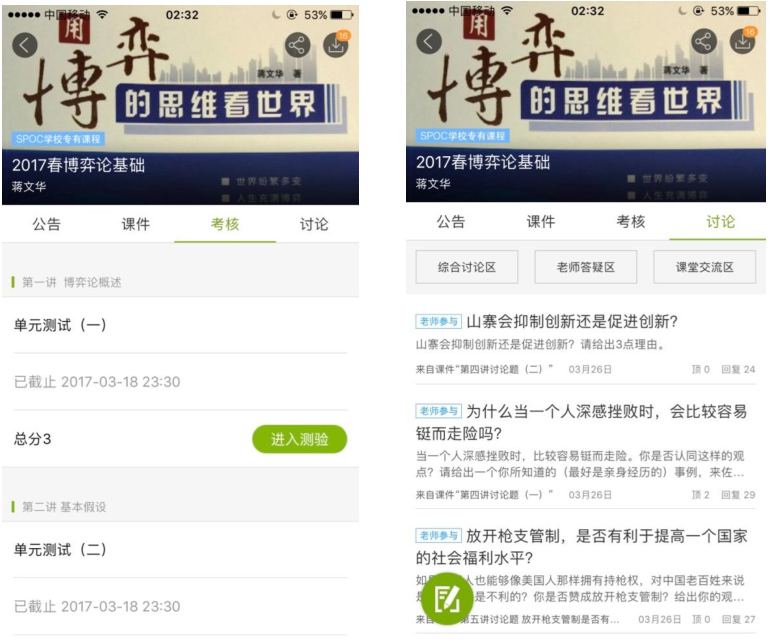 中国移动
02:32
53%
16
用
博弈
的思维看世界
蒋文华 著
SPOC学校专有课程
2017春博弈论基础
蒋文华
世界纷繁多变
人生充满博弈
公告 课件 考核 讨论
第一讲 博弈论概述
单元测试（一）
已截止 2017-03-18 23:30
总分3
进入测验
第二讲 基本假设
单元测试（二）
已截止 2017-03-18 23:30
中国移动
02:32
53%
16
用
博弈
的思维看世界
蒋文华 著
SPOC学校专有课程
2017春博弈论基础
蒋文华
世界纷繁多变
人生充满博弈
公告 课件 考核 讨论
综合讨论区 老师答疑区 课堂交流区
老师参与 山寨会抑制创新还是促进创新?
山寨会抑制创新还是促进创新？请给出3点理由。
来自课件“第四讲讨论题（二）” 03月26日 顶 0 回复 24
老师参与 为什么当一个人深感挫败时，会比较容易
铤而走险吗?
当一个人深感挫败时，比较容易铤而走险。你是否认同这样的观
点？请给出一个你所知道的（最好是亲身经历的）事例，来佐...
来自课件“第四讲讨论题（一）” 03月26日 顶 2 回复 29
老师参与 放开枪支管制，是否有利于提高一个国家
的社会福利水平?
如 人也能够像美国人那样拥有持枪权，对中国老百姓来说
是 是不利的？你是否赞成放开枪支管制？给出你的观...
来自 第五讲讨论题 放开枪支管制是否有... 03月26日 顶 0 回复 27